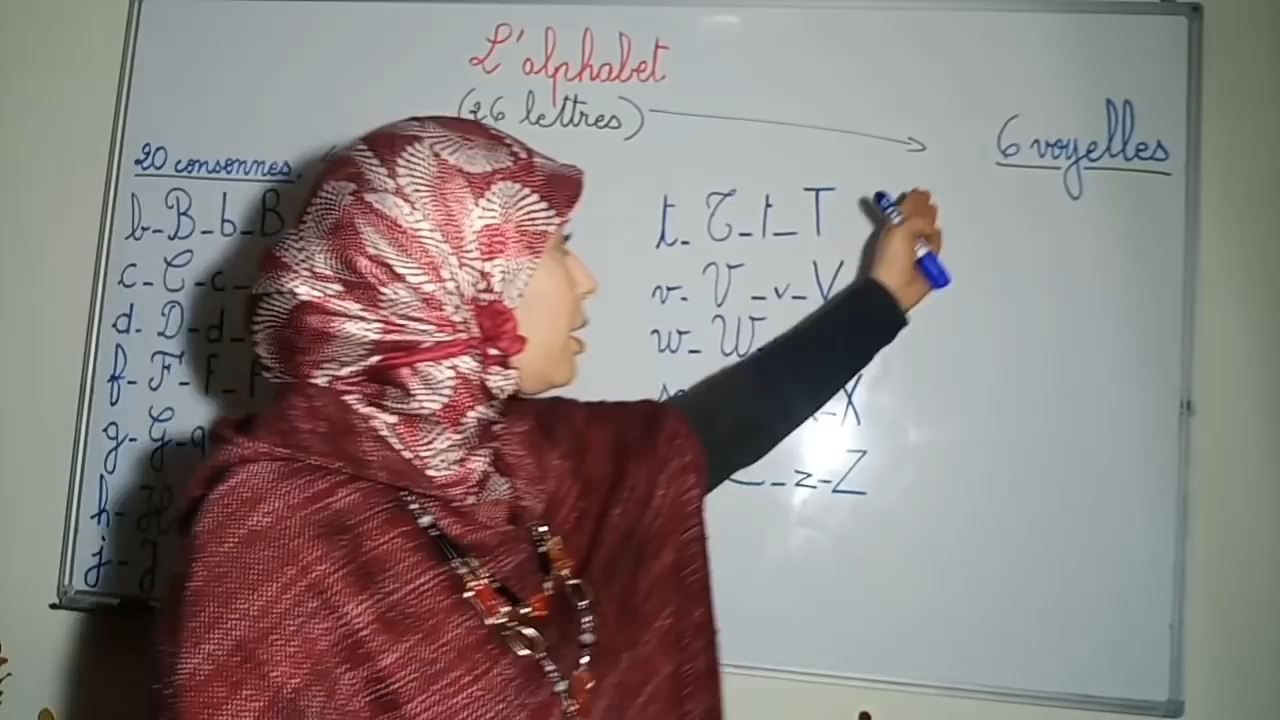 L'alphabet
(26 lettres)
20 consonnes
6 voyelles
b-B-b-B
c-C-c-
d-D-d-
f-F-f-F
g-G-g
h-H
j-J
t-T-t-T
v-V-v-V
w-W-
x-X
z-Z